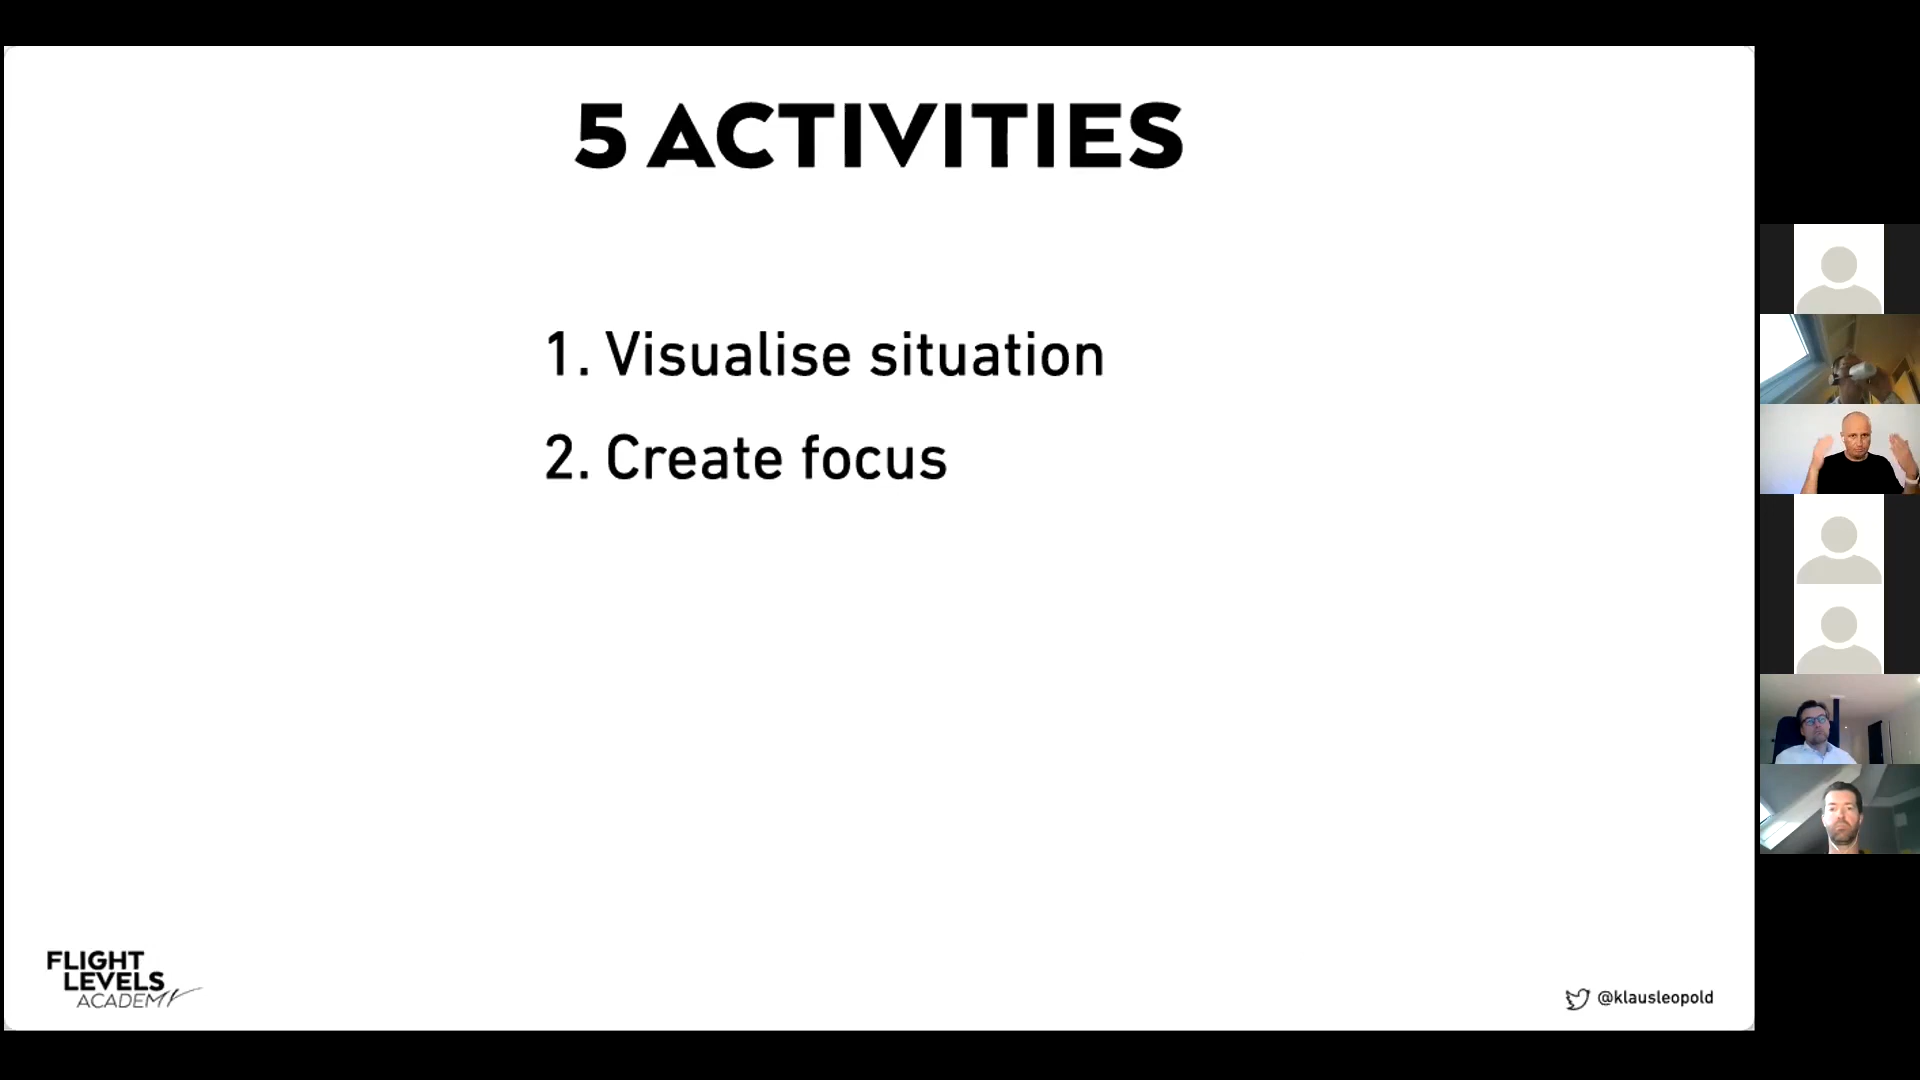 5 ACTIVITIES
1. Visualise situation
2. Create focus
FLIGHT
LEVELS
ACADEMY
@klausleopold